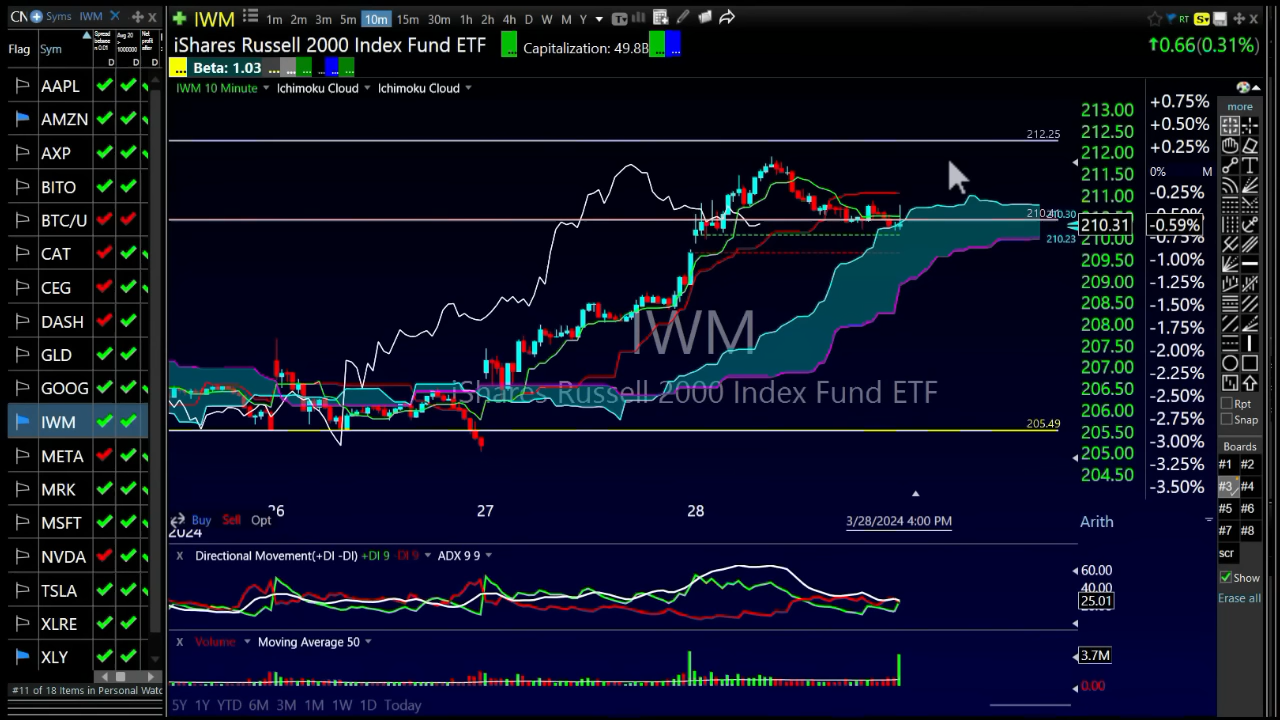 CN Syms IWM X
IWM 1m 2m 3m 5m 10m 15m 30m 1h 2h 4h D W M Y
Flag Sym
iShares Russell 2000 Index Fund ETF Capitalization: 49.8B
0.66(0.31%)
RT S
Beta: 1.03
IWM 10 Minute Ichimoku Cloud Ichimoku Cloud
AAPL
AMZN
AXP
BITO
BTC/U
CAT
CEG
DASH
GLD
GOOG
IWM
META
MRK
MSFT
NVDA
TSLA
XLRE
XLY
#11 of 18 Items in Personal Watc
212.25
210.30
210.23
205.49
IWM
iShares Russell 2000 Index Fund ETF
213.00
212.50
212.00
211.50
211.00
210.31
210.00
209.50
209.00
208.50
208.00
207.50
207.00
206.50
206.00
205.50
205.00
204.50
+0.75%
+0.50%
+0.25%
0% M
-0.25%
-0.59%
-0.75%
-1.00%
-1.25%
-1.50%
-1.75%
-2.00%
-2.25%
-2.50%
-2.75%
-3.00%
-3.25%
-3.50%
more
T
Rpt
Snap
Boards
#1 #2
#3 #4
#5 #6
#7 #8
scr
Show
Erase all
26 27 28
Buy Sell Opt
2024
3/28/2024 4:00 PM
Arith
X Directional Movement(+DI -DI) +DI 9 -DI 9 ADX 9 9
60.00
40.00
25.01
X Volume Moving Average 50
3.7M
0.00
5Y 1Y YTD 6M 3M 1M 1W 1D Today